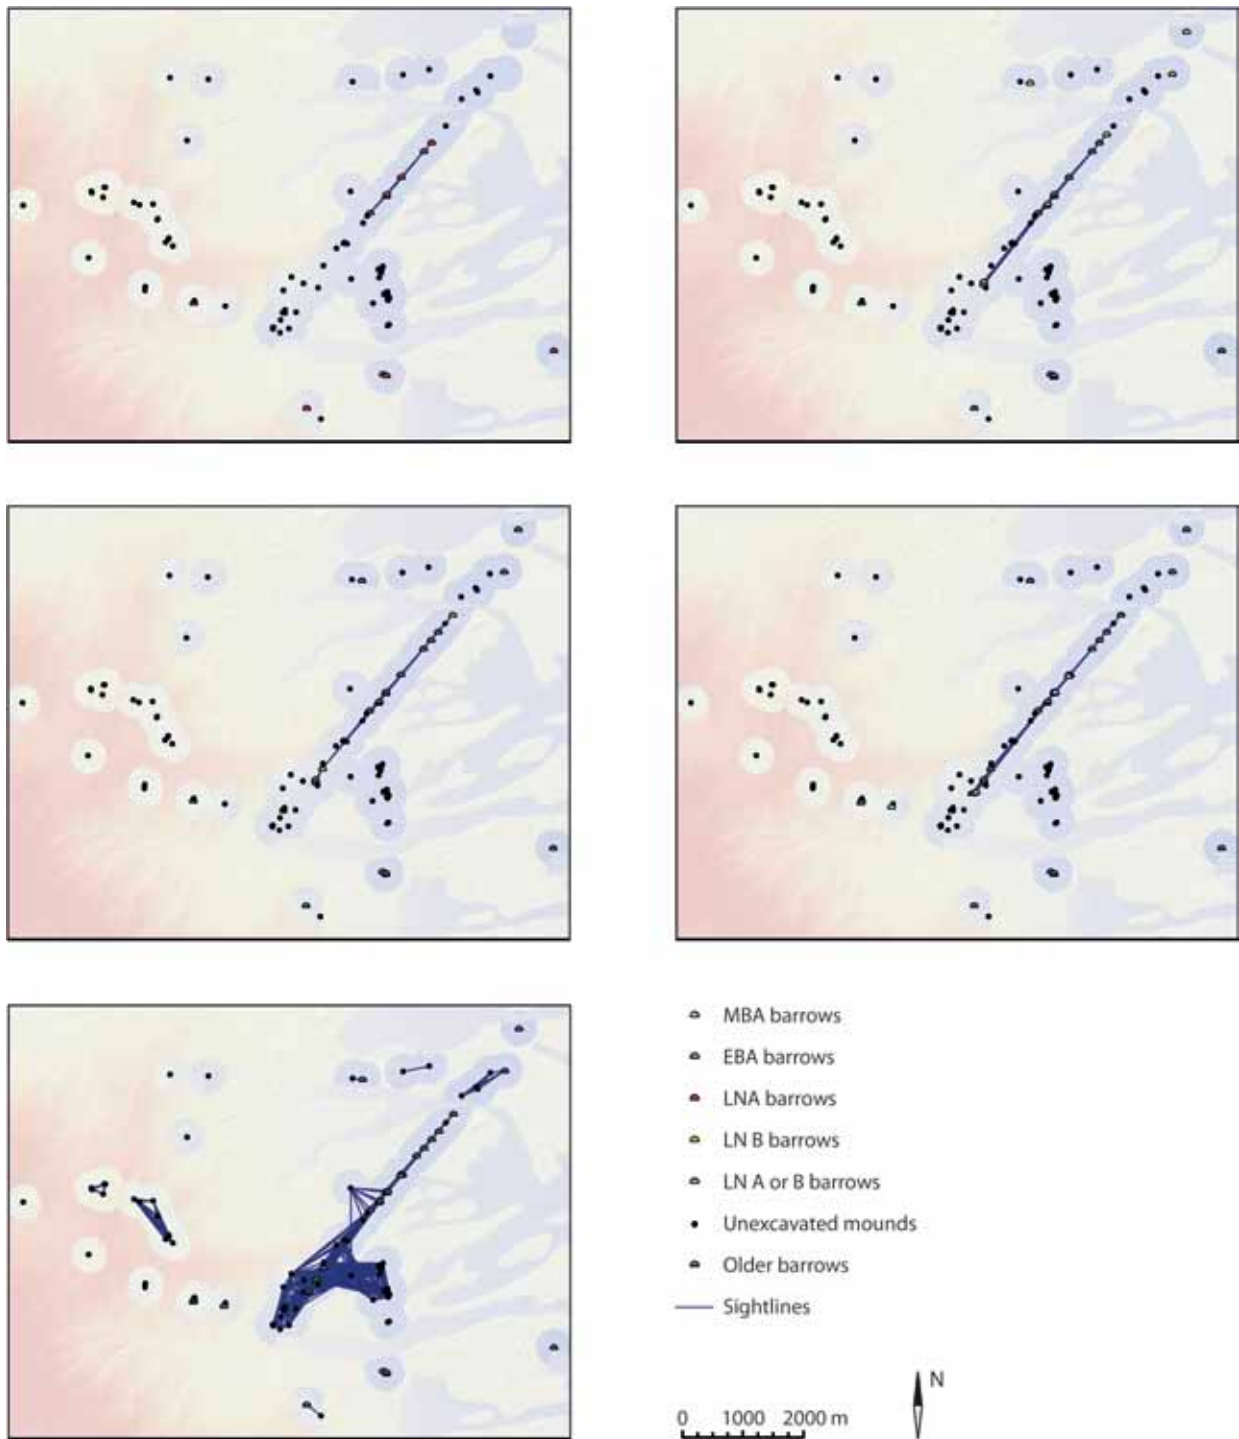 MBA barrows
EBA barrows
LNA barrows
LN B barrows
LN A or B barrows
Unexcavated mounds
Older barrows
Sightlines
N
0 1000 2000 m